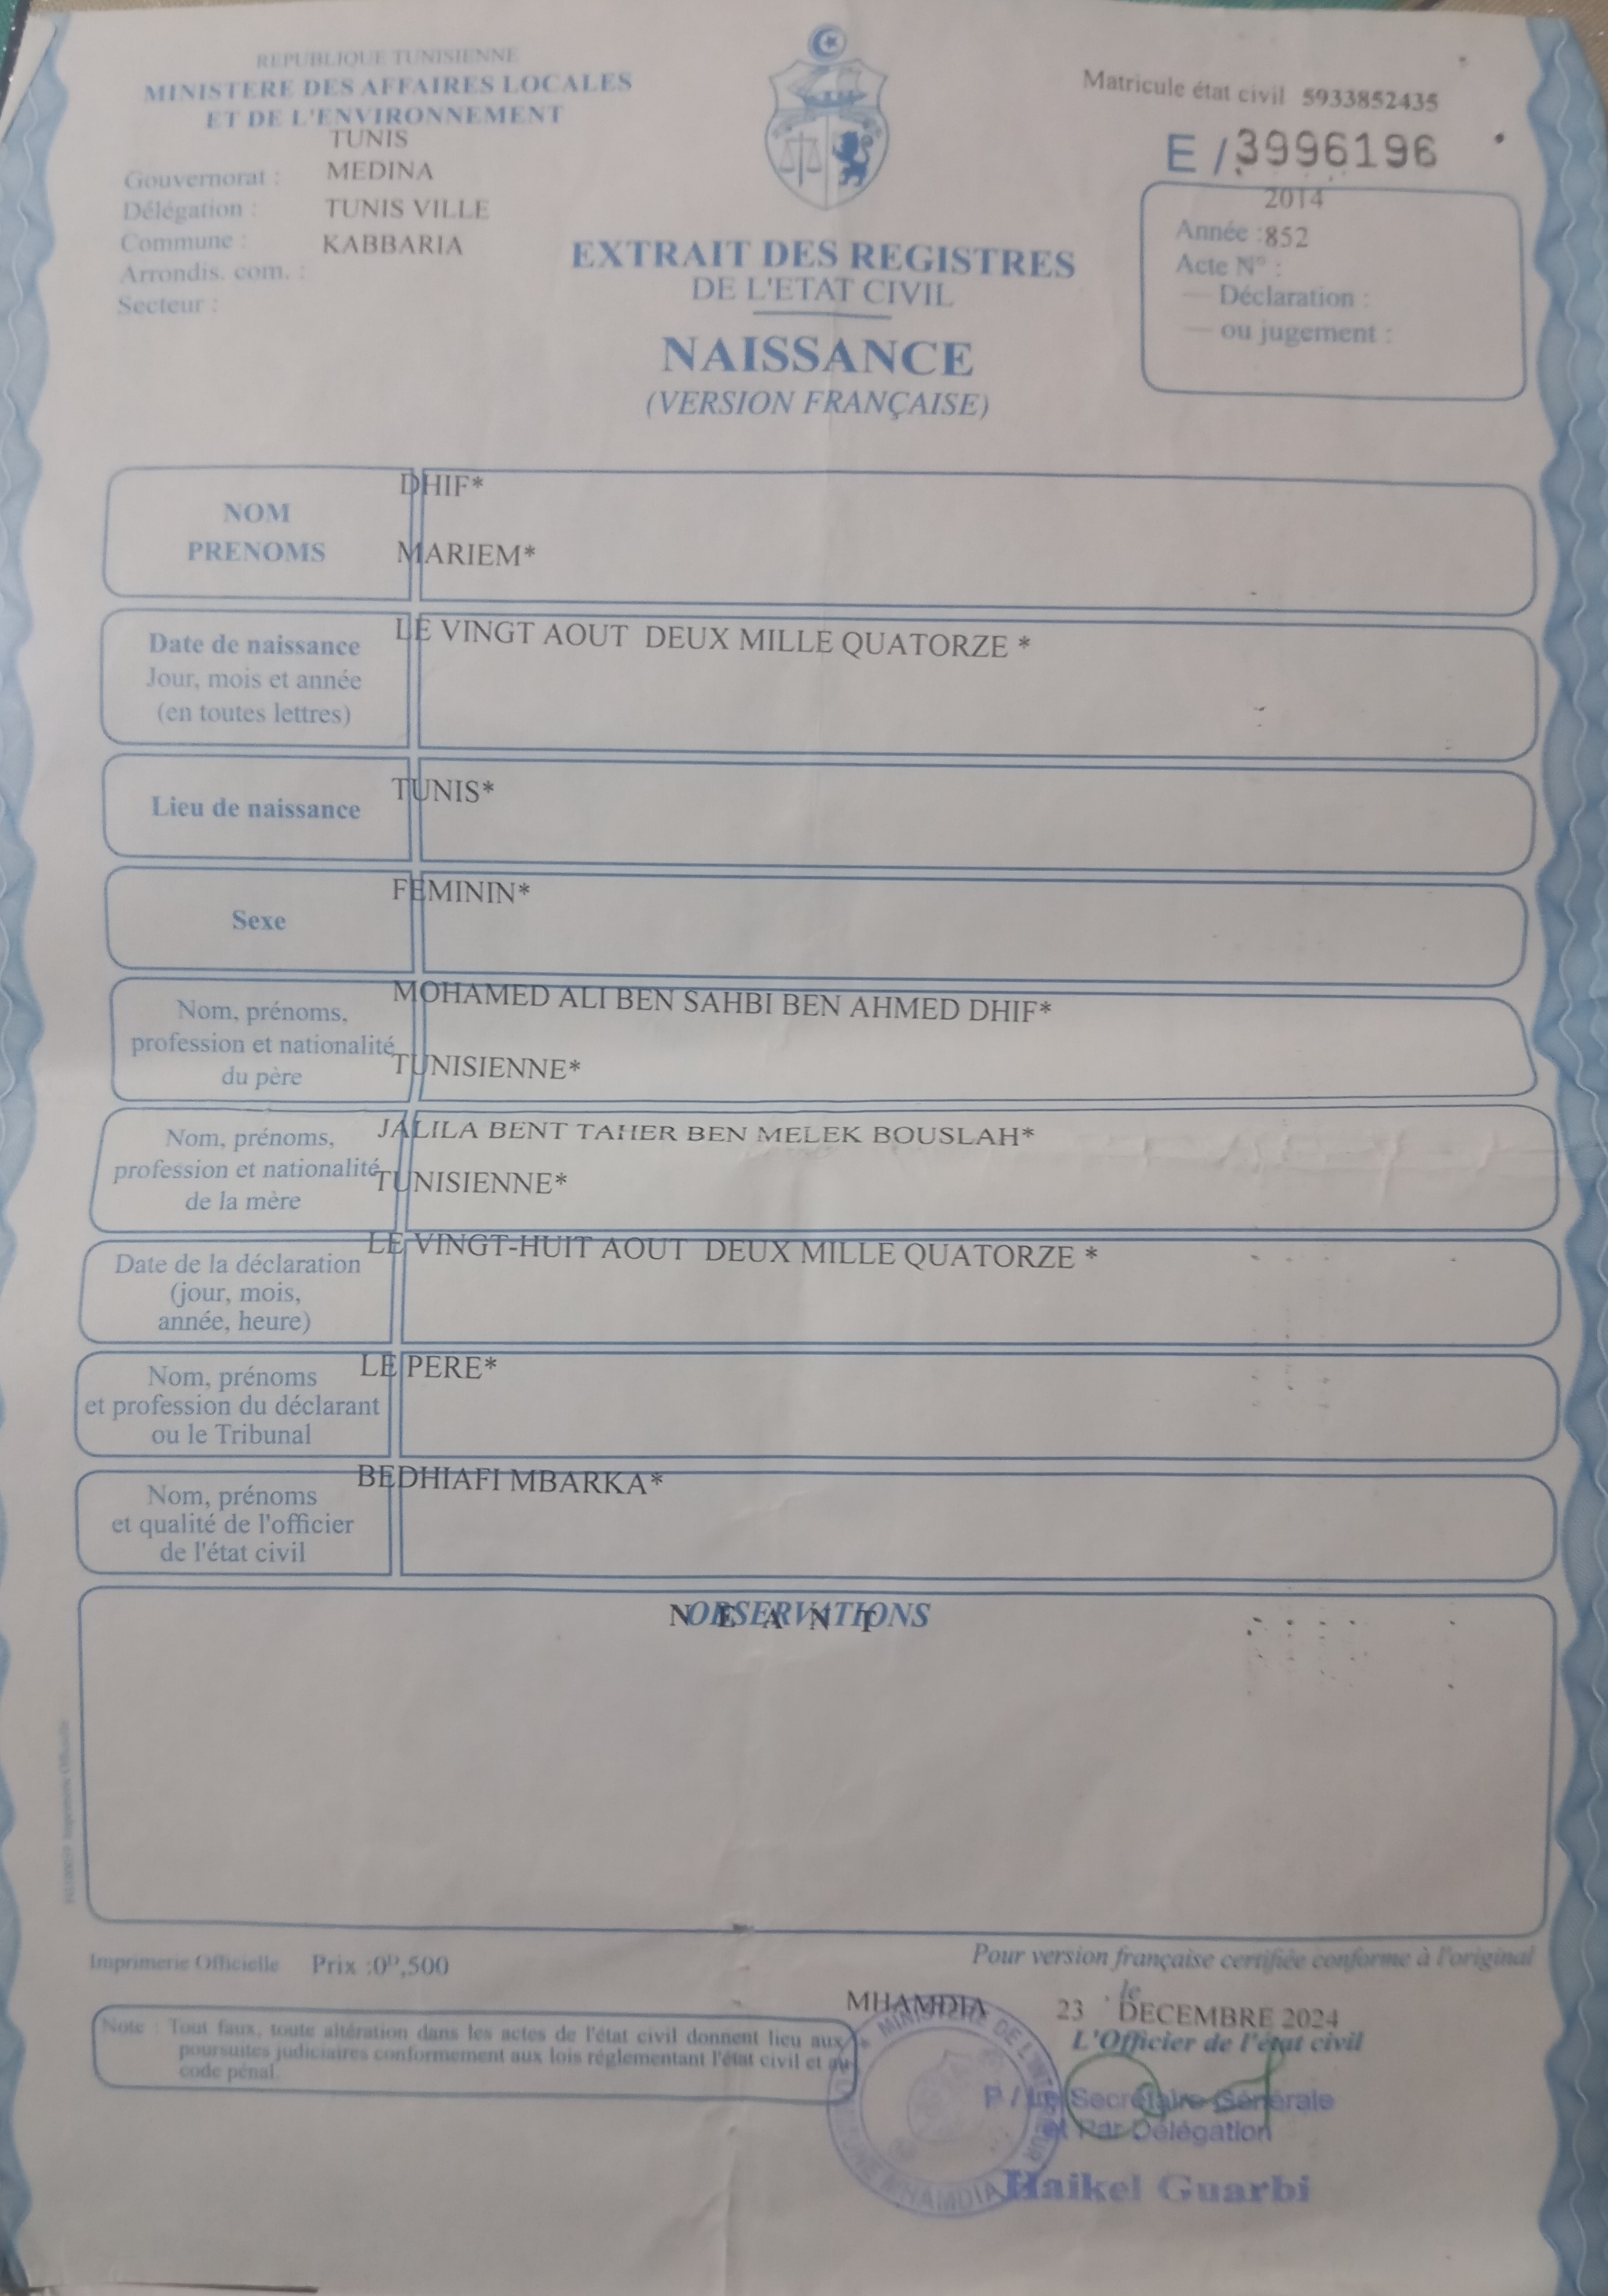 REPUBLIQUE TUNISIENNE
MINISTERE DES AFFAIRES LOCALES
ET DE L'ENVIRONNEMENT
TUNIS
Gouvernorat : MEDINA
Délégation : TUNIS VILLE
Commune : KABBARIA
Arrondis. com. :
Secteur :
Matricule état civil 5933852435
E / 3996196
2014
Année : 852
Acte N° :
— Déclaration :
— ou jugement :
EXTRAIT DES REGISTRES
DE L'ETAT CIVIL
NAISSANCE
(VERSION FRANÇAISE)
NOM
PRENOMS
DHIF*
MARIEM*
Date de naissance
Jour, mois et année
(en toutes lettres)
LE VINGT AOUT DEUX MILLE QUATORZE *
Lieu de naissance
TUNIS*
Sexe
FEMININ*
Nom, prénoms,
profession et nationalité
du père
MOHAMED ALI BEN SAHBI BEN AHMED DHIF*
TUNISIENNE*
Nom, prénoms,
profession et nationalité
de la mère
JALILA BENT TAHER BEN MELEK BOUSLAH*
TUNISIENNE*
Date de la déclaration
(jour, mois,
année, heure)
LE VINGT-HUIT AOUT DEUX MILLE QUATORZE *
Nom, prénoms
et profession du déclarant
ou le Tribunal
LE PERE*
Nom, prénoms
et qualité de l'officier
de l'état civil
BEDHIAFI MBARKA*
OBSERVATIONS
N E A N T
Imprimerie Officielle Prix :0ᴰ,500
Pour version française certifiée conforme à l'original
MHAMDIA le 23 DECEMBRE 2024
L'Officier de l'état civil
Note : Tout faux, toute altération dans les actes de l'état civil donnent lieu aux
poursuites judiciaires conformement aux lois réglementant l'état civil et au
code pénal.
MINISTERE DE L'INTERIEUR
COMMUNE MHAMDIA
P / Le Secrétaire Générale
et Par Délégation
Haikel Guarbi